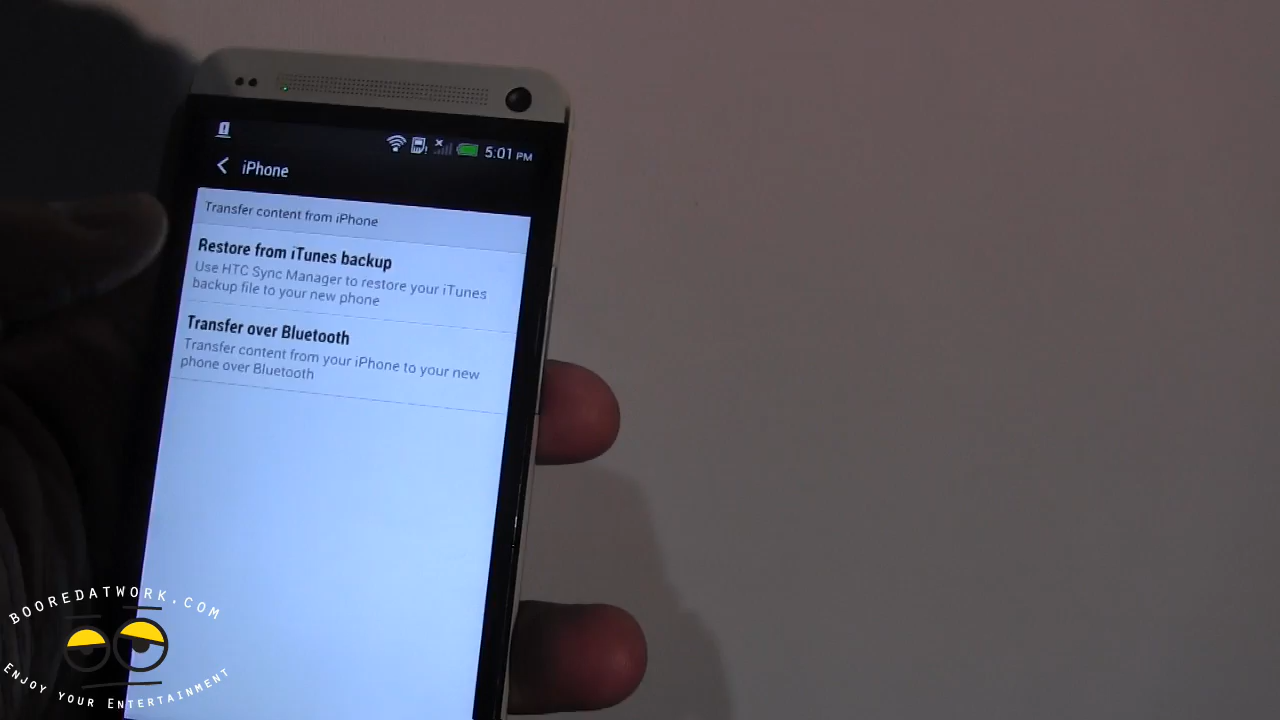 5:01 PM
iPhone
Transfer content from iPhone
Restore from iTunes backup
Use HTC Sync Manager to restore your iTunes
backup file to your new phone
Transfer over Bluetooth
Transfer content from your iPhone to your new
phone over Bluetooth
BOOREDATWORK.COM
ENJOY YOUR ENTERTAINMENT